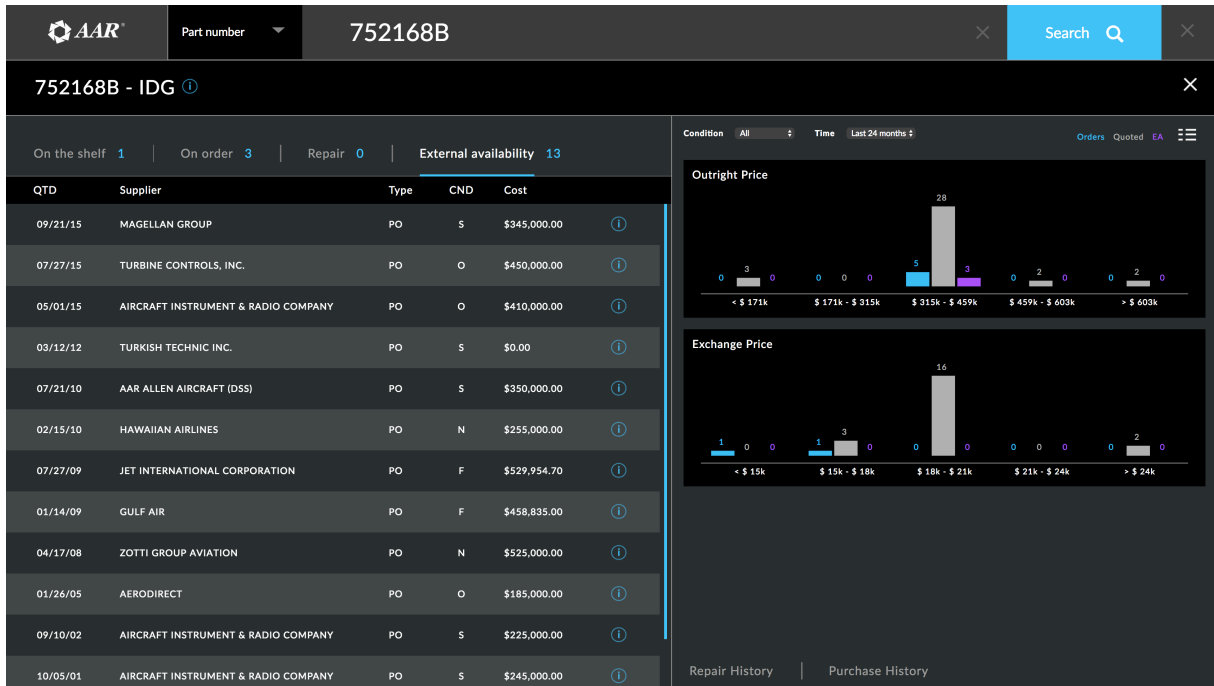 AAR® Part number 752168B Search
752168B - IDG
On the shelf 1 On order 3 Repair 0 External availability 13
QTD Supplier Type CND Cost
09/21/15 MAGELLAN GROUP PO S $345,000.00
07/27/15 TURBINE CONTROLS, INC. PO O $450,000.00
05/01/15 AIRCRAFT INSTRUMENT & RADIO COMPANY PO O $410,000.00
03/12/12 TURKISH TECHNIC INC. PO S $0.00
07/21/10 AAR ALLEN AIRCRAFT (DSS) PO S $350,000.00
02/15/10 HAWAIIAN AIRLINES PO N $255,000.00
07/27/09 JET INTERNATIONAL CORPORATION PO F $529,954.70
01/14/09 GULF AIR PO F $458,835.00
04/17/08 ZOTTI GROUP AVIATION PO N $525,000.00
01/26/05 AERODIRECT PO O $185,000.00
09/10/02 AIRCRAFT INSTRUMENT & RADIO COMPANY PO S $225,000.00
10/05/01 AIRCRAFT INSTRUMENT & RADIO COMPANY PO S $245,000.00
Condition All Time Last 24 months Orders Quoted EA
Outright Price
28
5 3
0 3 0 0 0 0 0 2 0 0 2 0
< $ 171k $ 171k - $ 315k $ 315k - $ 459k $ 459k - $ 603k > $ 603k
Exchange Price
16
1 0 0 1 3 0 0 0 0 0 0 0 2 0
< $ 15k $ 15k - $ 18k $ 18k - $ 21k $ 21k - $ 24k > $ 24k
Repair History Purchase History